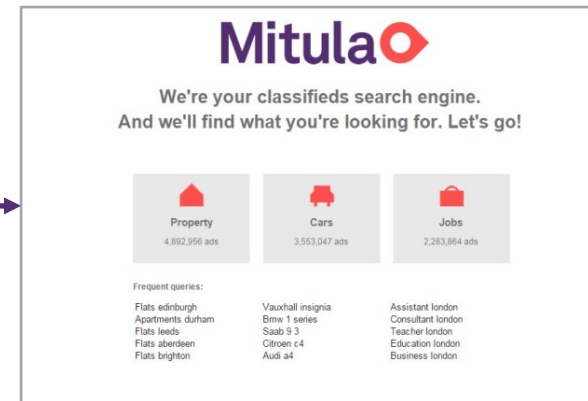 Mitula
We're your classifieds search engine.
And we'll find what you're looking for. Let's go!
Property
4,892,956 ads
Cars
3,553,047 ads
Jobs
2,283,864 ads
Frequent queries:
Flats edinburgh
Apartments durham
Flats leeds
Flats aberdeen
Flats brighton
Vauxhall insignia
Bmw 1 series
Saab 9 3
Citroen c4
Audi a4
Assistant london
Consultant london
Teacher london
Education london
Business london